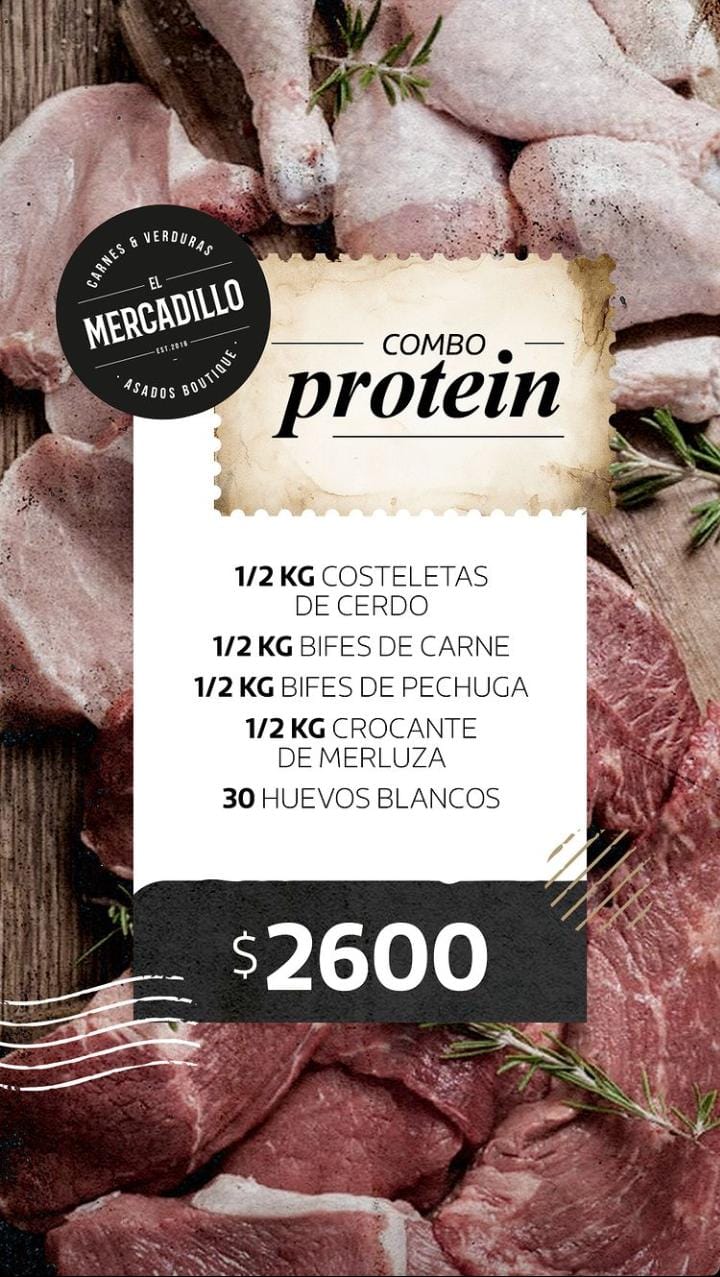 CARNES & VERDURAS
EL
MERCADILLO
EST. 2016
· ASADOS BOUTIQUE ·
COMBO
protein
1/2 KG COSTELETAS
DE CERDO
1/2 KG BIFES DE CARNE
1/2 KG BIFES DE PECHUGA
1/2 KG CROCANTE
DE MERLUZA
30 HUEVOS BLANCOS
$2600